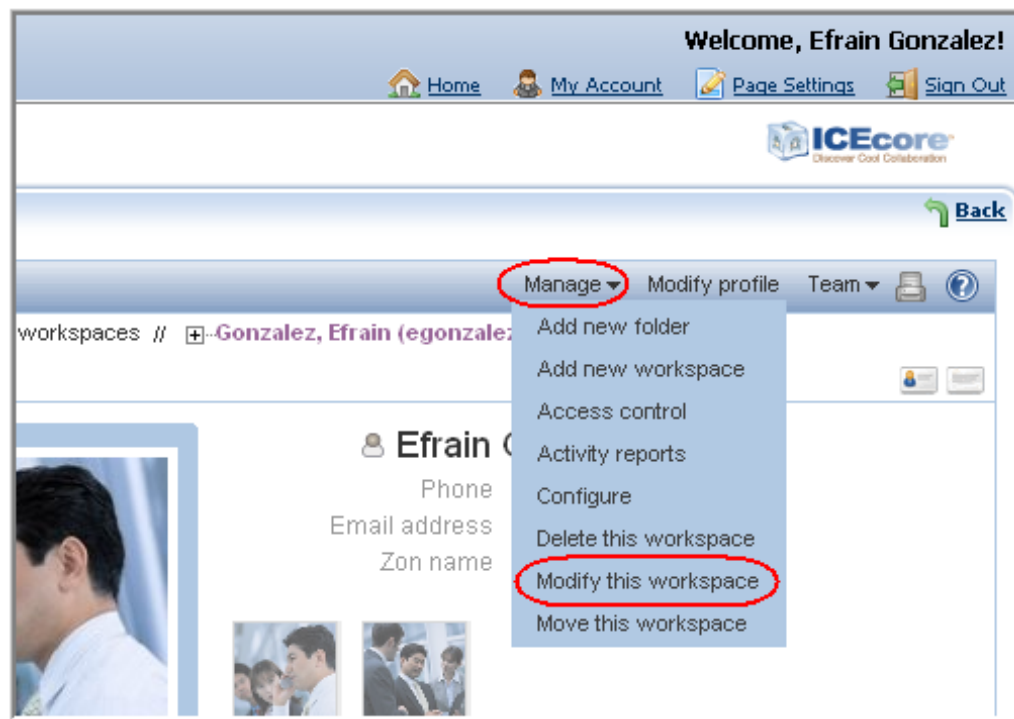 Welcome, Efrain Gonzalez!
Home My Account Page Settings Sign Out
ICEcore
Discover Cool Collaboration
Back
Manage Modify profile Team
workspaces // Gonzalez, Efrain (egonzalez
Add new folder
Add new workspace
Access control
Efrain
Activity reports
Phone
Configure
Email address
Delete this workspace
Zon name
Modify this workspace
Move this workspace